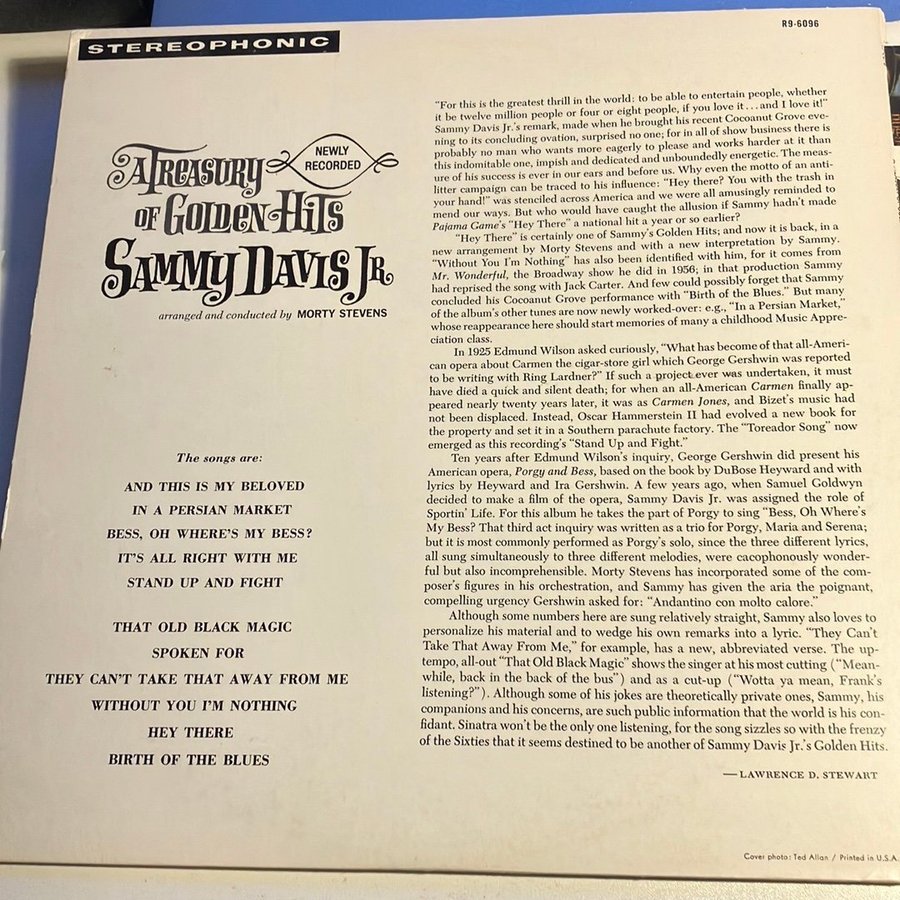 STEREOPHONIC
R9-6096
A TREASURY
NEWLY
RECORDED
OF GOLDEN HITS
SAMMY DAVIS JR
arranged and conducted by MORTY STEVENS
The songs are:
AND THIS IS MY BELOVED
IN A PERSIAN MARKET
BESS, OH WHERE'S MY BESS?
IT'S ALL RIGHT WITH ME
STAND UP AND FIGHT
THAT OLD BLACK MAGIC
SPOKEN FOR
THEY CAN'T TAKE THAT AWAY FROM ME
WITHOUT YOU I'M NOTHING
HEY THERE
BIRTH OF THE BLUES
"For this is the greatest thrill in the world: to be able to entertain people, whether
it be twelve million people or four or eight people, if you love it . . . and I love it!"
Sammy Davis Jr.'s remark, made when he brought his recent Cocoanut Grove eve-
ning to its concluding ovation, surprised no one; for in all of show business there is
probably no man who wants more eagerly to please and works harder at it than
this indomitable one, impish and dedicated and unboundedly energetic. The meas-
ure of his success is ever in our ears and before us. Why even the motto of an anti-
litter campaign can be traced to his influence: "Hey there? You with the trash in
your hand!" was stenciled across America and we were all amusingly reminded to
mend our ways. But who would have caught the allusion if Sammy hadn't made
Pajama Game's "Hey There" a national hit a year or so earlier?
"Hey There" is certainly one of Sammy's Golden Hits; and now it is back, in a
new arrangement by Morty Stevens and with a new interpretation by Sammy.
"Without You I'm Nothing" has also been identified with him, for it comes from
Mr. Wonderful, the Broadway show he did in 1956; in that production Sammy
had reprised the song with Jack Carter. And few could possibly forget that Sammy
concluded his Cocoanut Grove performance with "Birth of the Blues." But many
of the album's other tunes are now newly worked-over: e.g., "In a Persian Market,"
whose reappearance here should start memories of many a childhood Music Appre-
ciation class.
In 1925 Edmund Wilson asked curiously, "What has become of that all-Ameri-
can opera about Carmen the cigar-store girl which George Gershwin was reported
to be writing with Ring Lardner?" If such a project ever was undertaken, it must
have died a quick and silent death; for when an all-American Carmen finally ap-
peared nearly twenty years later, it was as Carmen Jones, and Bizet's music had
not been displaced. Instead, Oscar Hammerstein II had evolved a new book for
the property and set it in a Southern parachute factory. The "Toreador Song" now
emerged as this recording's "Stand Up and Fight."
Ten years after Edmund Wilson's inquiry, George Gershwin did present his
American opera, Porgy and Bess, based on the book by DuBose Heyward and with
lyrics by Heyward and Ira Gershwin. A few years ago, when Samuel Goldwyn
decided to make a film of the opera, Sammy Davis Jr. was assigned the role of
Sportin' Life. For this album he takes the part of Porgy to sing "Bess, Oh Where's
My Bess? That third act inquiry was written as a trio for Porgy, Maria and Serena;
but it is most commonly performed as Porgy's solo, since the three different lyrics,
all sung simultaneously to three different melodies, were cacophonously wonder-
ful but also incomprehensible. Morty Stevens has incorporated some of the com-
poser's figures in his orchestration, and Sammy has given the aria the poignant,
compelling urgency Gershwin asked for: "Andantino con molto calore."
Although some numbers here are sung relatively straight, Sammy also loves to
personalize his material and to wedge his own remarks into a lyric. "They Can't
Take That Away From Me," for example, has a new, abbreviated verse. The up-
tempo, all-out "That Old Black Magic" shows the singer at his most cutting ("Mean-
while, back in the back of the bus") and as a cut-up ("Wotta ya mean, Frank's
listening?"). Although some of his jokes are theoretically private ones, Sammy, his
companions and his concerns, are such public information that the world is his con-
fidant. Sinatra won't be the only one listening, for the song sizzles so with the frenzy
of the Sixties that it seems destined to be another of Sammy Davis Jr.'s Golden Hits.
—LAWRENCE D. STEWART
Cover photo: Ted Allan / Printed in U.S.A.